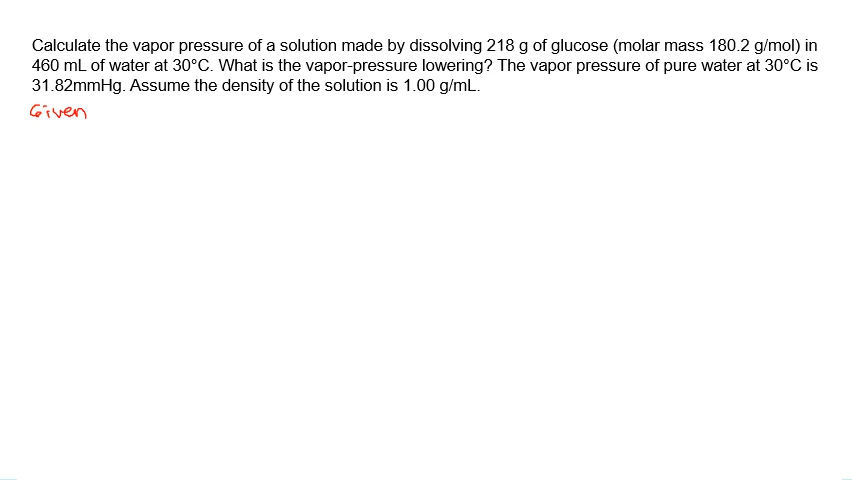 Calculate the vapor pressure of a solution made by dissolving 218 g of glucose (molar mass 180.2 g/mol) in
460 mL of water at 30°C. What is the vapor-pressure lowering? The vapor pressure of pure water at 30°C is
31.82mmHg. Assume the density of the solution is 1.00 g/mL.
Given